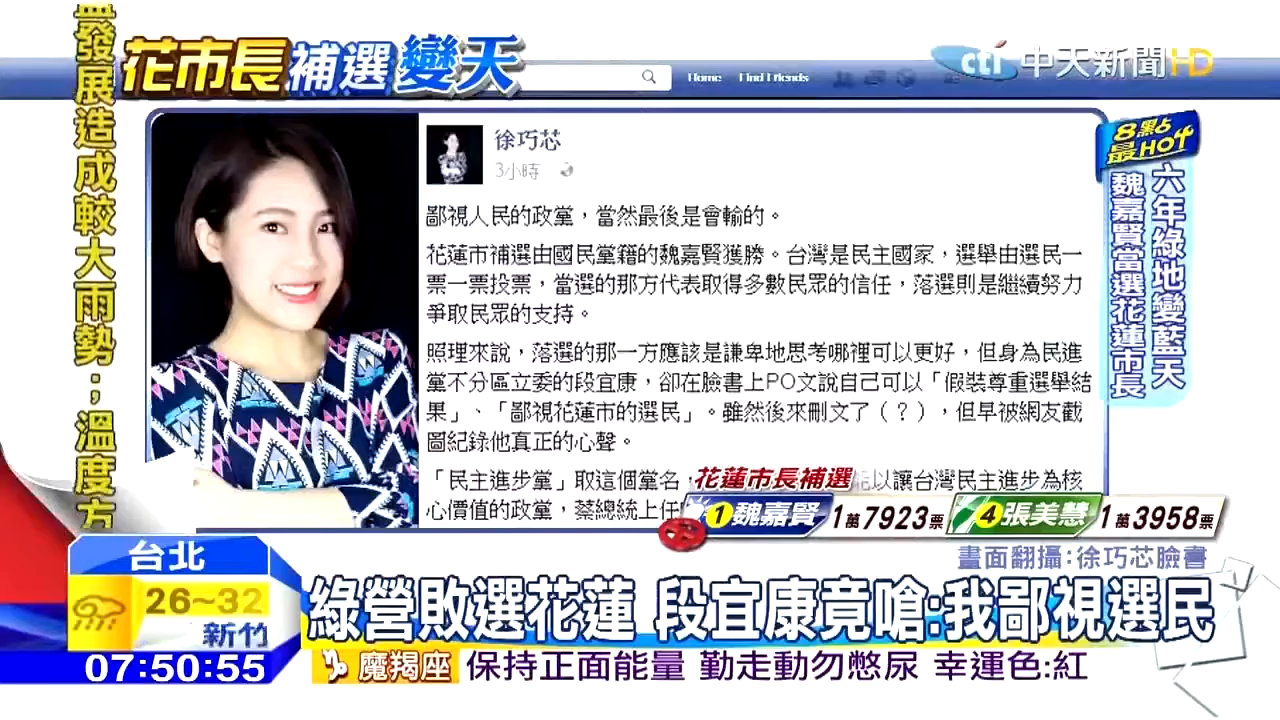 發展造成較大雨勢；溫度方
花市長補選變天
Home Find Friends
cti 中天新聞HD
8點
最HOT
六年綠地變藍天
魏嘉賢當選花蓮市長
徐巧芯
3小時
鄙視人民的政黨，當然最後是會輸的。
花蓮市補選由國民黨籍的魏嘉賢獲勝。台灣是民主國家，選舉由選民一
票一票投票，當選的那方代表取得多數民眾的信任，落選則是繼續努力
爭取民眾的支持。
照理來說，落選的那一方應該是謙卑地思考哪裡可以更好，但身為民進
黨不分區立委的段宜康，卻在臉書上PO文說自己可以「假裝尊重選舉結
果」、「鄙視花蓮市的選民」。雖然後來刪文了（？），但早被網友截
圖紀錄他真正的心聲。
「民主進步黨」取這個黨名，
能以讓台灣民主進步為核
心價值的政黨，蔡總統上任
花蓮市長補選
1 魏嘉賢 1萬7923票 4 張美慧 1萬3958票
畫面翻攝:徐巧芯臉書
台北
26~32
新竹
07:50:55
綠營敗選花蓮 段宜康竟嗆:我鄙視選民
魔羯座 保持正面能量 勤走動勿憋尿 幸運色:紅